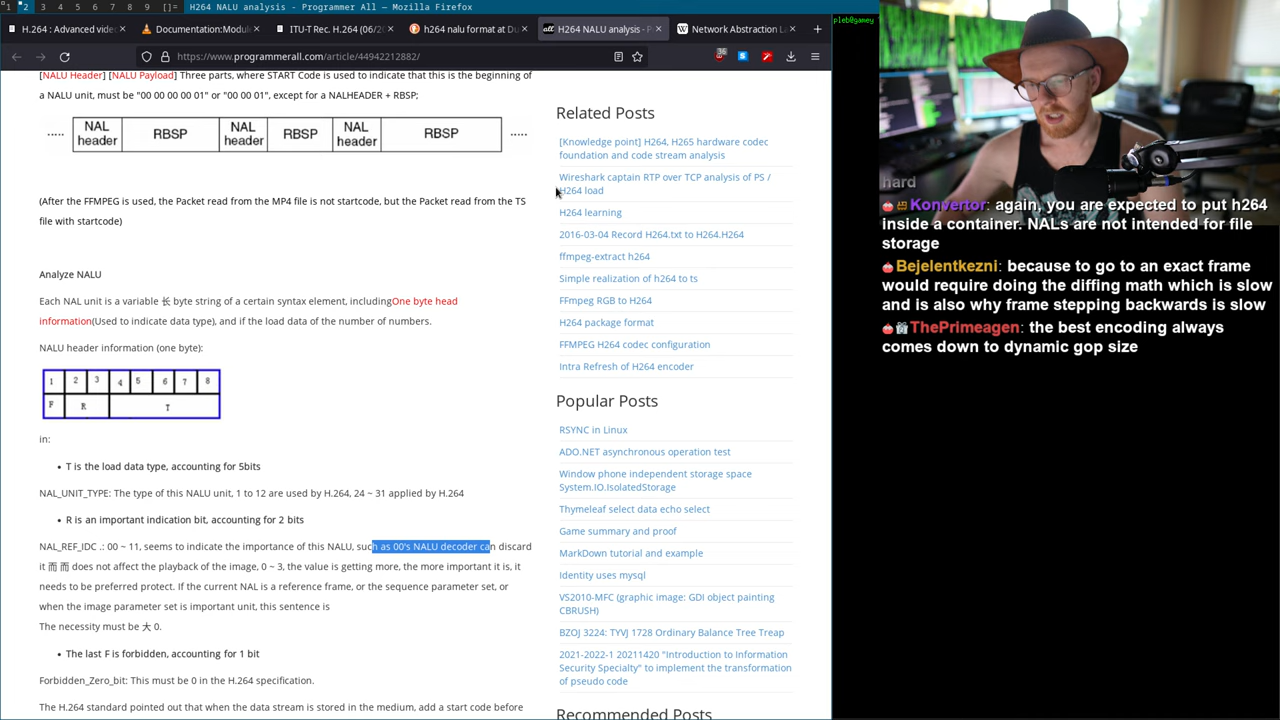 1 2 3 4 5 6 7 8 9 []= H264 NALU analysis - Programmer All — Mozilla Firefox
pleb@gamey
H.264 : Advanced vide
Documentation:Modul
ITU-T Rec. H.264 (06/20
h264 nalu format at Du
H264 NALU analysis -
Network Abstraction La
https://www.programmerall.com/article/44942212882/
[NALU Header] [NALU Payload] Three parts, where START Code is used to indicate that this is the beginning of
a NALU unit, must be "00 00 00 00 01" or "00 00 01", except for a NALHEADER + RBSP;
..... NAL header RBSP NAL header RBSP NAL header RBSP .....
(After the FFMPEG is used, the Packet read from the MP4 file is not startcode, but the Packet read from the TS
file with startcode)
Analyze NALU
Each NAL unit is a variable 长 byte string of a certain syntax element, includingOne byte head
information(Used to indicate data type), and if the load data of the number of numbers.
NALU header information (one byte):
1 2 3 4 5 6 7 8
F R T
in:
• T is the load data type, accounting for 5bits
NAL_UNIT_TYPE: The type of this NALU unit, 1 to 12 are used by H.264, 24 ~ 31 applied by H.264
• R is an important indication bit, accounting for 2 bits
NAL_REF_IDC .: 00 ~ 11, seems to indicate the importance of this NALU, such as 00's NALU decoder can discard
it 而 而 does not affect the playback of the image, 0 ~ 3, the value is getting more, the more important it is, it
needs to be preferred protect. If the current NAL is a reference frame, or the sequence parameter set, or
when the image parameter set is important unit, this sentence is
The necessity must be 大 0.
• The last F is forbidden, accounting for 1 bit
Forbidden_Zero_bit: This must be 0 in the H.264 specification.
The H.264 standard pointed out that when the data stream is stored in the medium, add a start code before
Related Posts
[Knowledge point] H264, H265 hardware codec
foundation and code stream analysis
Wireshark captain RTP over TCP analysis of PS /
H264 load
H264 learning
2016-03-04 Record H264.txt to H264.H264
ffmpeg-extract h264
Simple realization of h264 to ts
FFmpeg RGB to H264
H264 package format
FFMPEG H264 codec configuration
Intra Refresh of H264 encoder
Popular Posts
RSYNC in Linux
ADO.NET asynchronous operation test
Window phone independent storage space
System.IO.IsolatedStorage
Thymeleaf select data echo select
Game summary and proof
MarkDown tutorial and example
Identity uses mysql
VS2010-MFC (graphic image: GDI object painting
CBRUSH)
BZOJ 3224: TYVJ 1728 Ordinary Balance Tree Treap
2021-2022-1 20211420 "Introduction to Information
Security Specialty" to implement the transformation
of pseudo code
Recommended Posts
hard
Konvertor: again, you are expected to put h264
inside a container. NALs are not intended for file
storage
Bejelentkezni: because to go to an exact frame
would require doing the diffing math which is slow
and is also why frame stepping backwards is slow
ThePrimeagen: the best encoding always
comes down to dynamic gop size